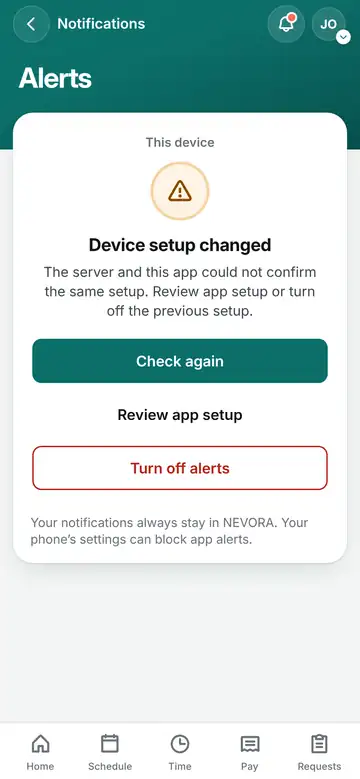 Notifications
JO
Alerts
This device
Device setup changed
The server and this app could not confirm
the same setup. Review app setup or turn
off the previous setup.
Check again
Review app setup
Turn off alerts
Your notifications always stay in NEVORA. Your
phone’s settings can block app alerts.
Home
Schedule
Time
Pay
Requests